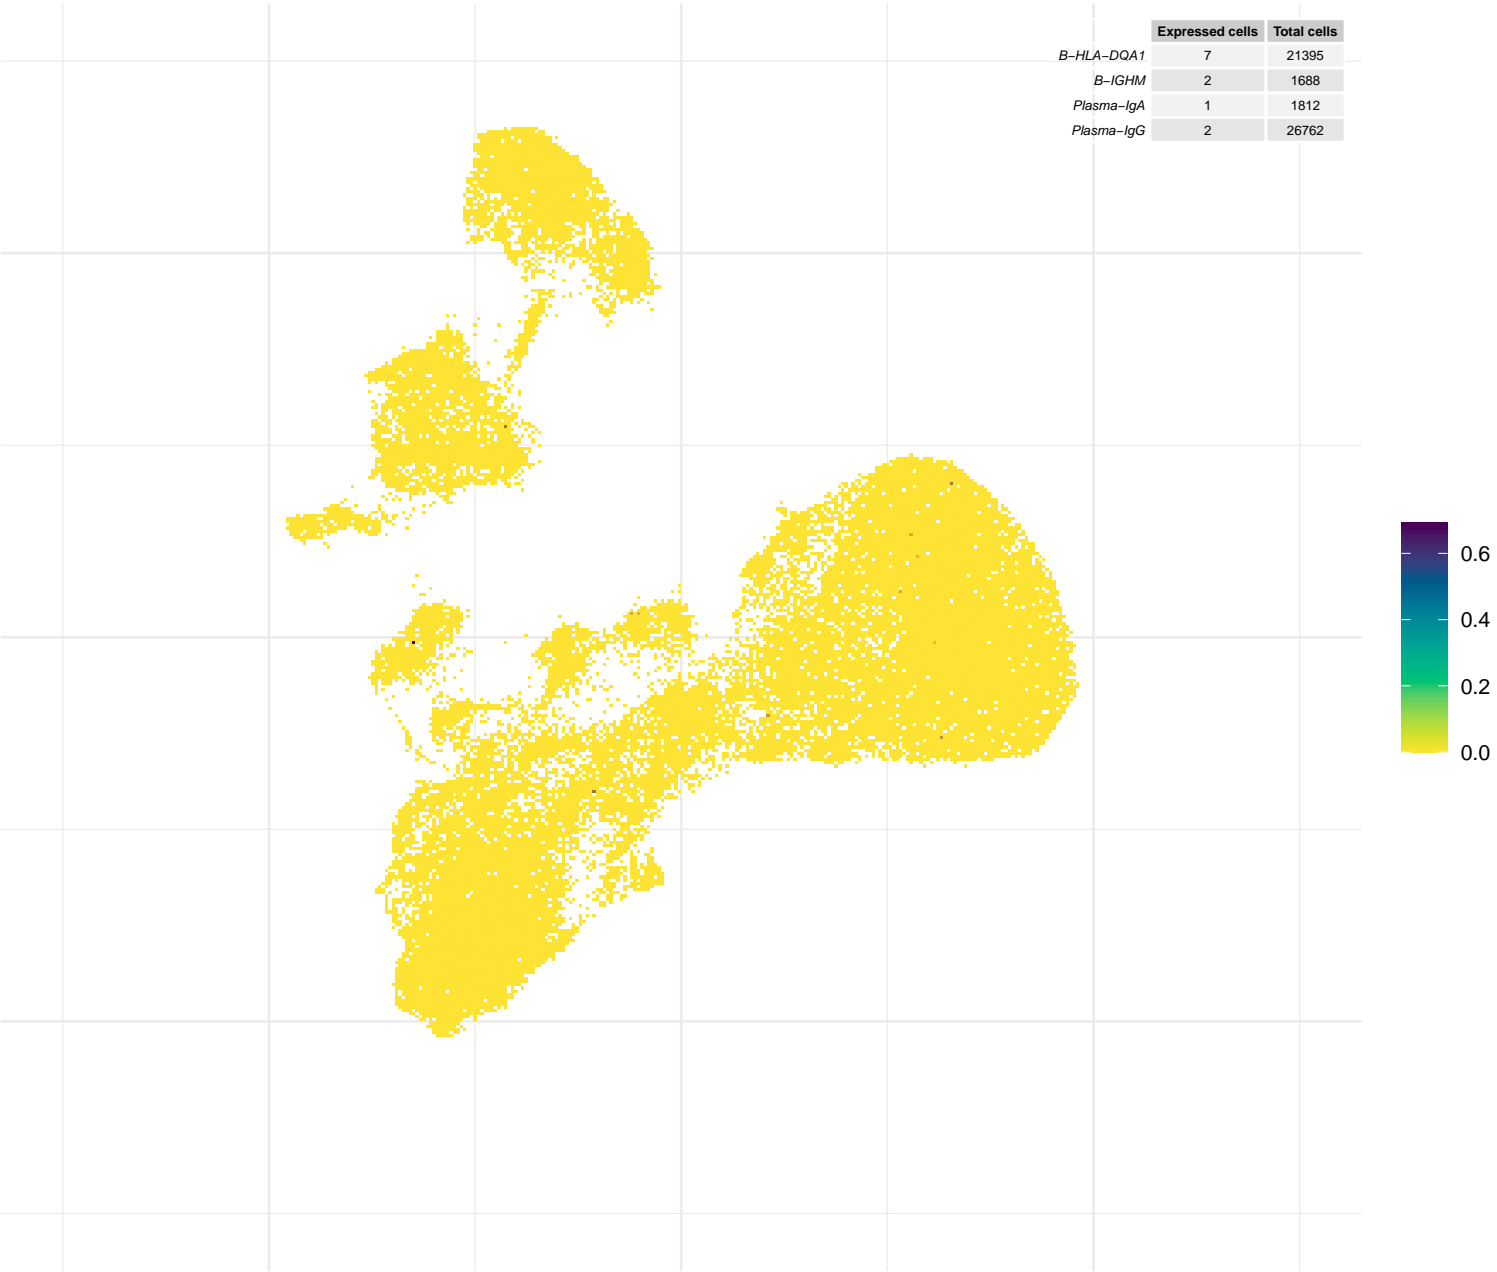 Expressed cells Total cells
B−HLA−DQA1 7 21395
B−IGHM 2 1688
Plasma−IgA 1 1812
Plasma−IgG 2 26762
0.6
0.4
0.2
0.0